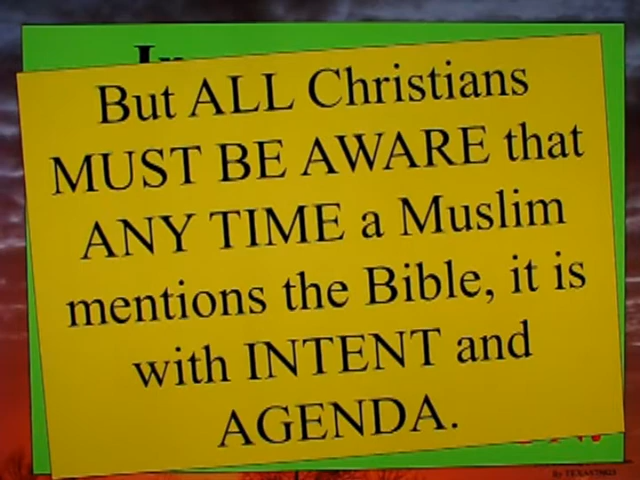 In
But ALL Christians
MUST BE AWARE that
ANY TIME a Muslim
mentions the Bible, it is
with INTENT and
AGENDA.